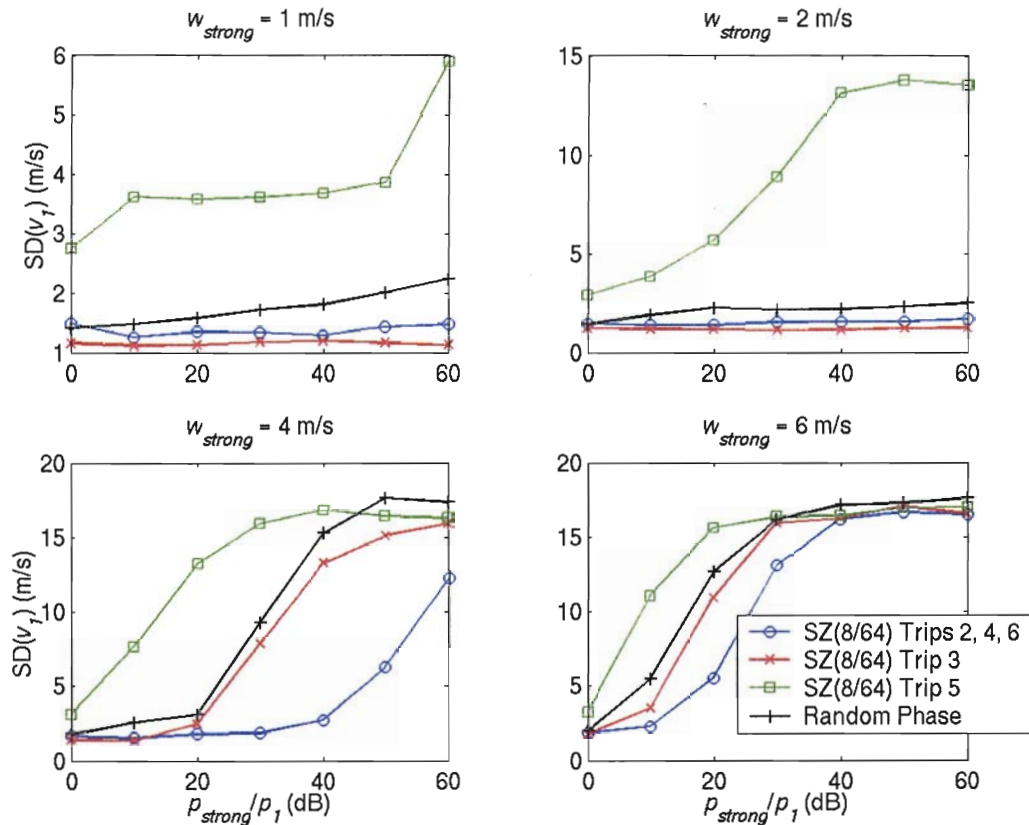 w_strong = 1 m/s
w_strong = 2 m/s
SD(v_1) (m/s)
6
5
4
3
2
1
0 20 40 60
15
10
5
0
0 20 40 60
w_strong = 4 m/s
w_strong = 6 m/s
SD(v_1) (m/s)
20
15
10
5
0
0 20 40 60
p_strong/p_1 (dB)
20
15
10
5
0
0 20 40 60
p_strong/p_1 (dB)
SZ(8/64) Trips 2, 4, 6
SZ(8/64) Trip 3
SZ(8/64) Trip 5
Random Phase